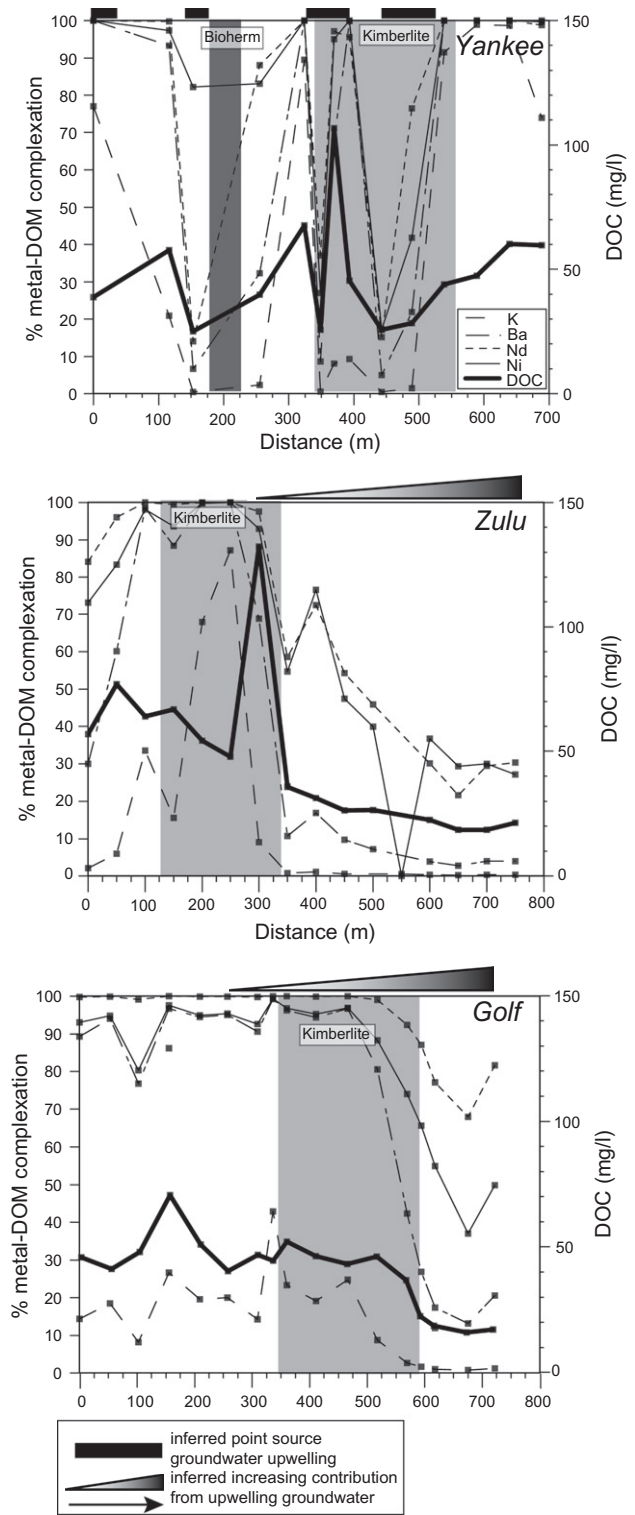 Bioherm
Kimberlite
Yankee
% metal-DOM complexation
100
90
80
70
60
50
40
30
20
10
0
150
100
50
0
DOC (mg/l)
K
Ba
Nd
Ni
DOC
0 100 200 300 400 500 600 700
Distance (m)
Kimberlite
Zulu
% metal-DOM complexation
100
90
80
70
60
50
40
30
20
10
0
150
100
50
0
DOC (mg/l)
0 100 200 300 400 500 600 700 800
Distance (m)
Kimberlite
Golf
% metal-DOM complexation
100
90
80
70
60
50
40
30
20
10
0
150
100
50
0
DOC (mg/l)
0 100 200 300 400 500 600 700 800
inferred point source
groundwater upwelling
inferred increasing contribution
from upwelling groundwater